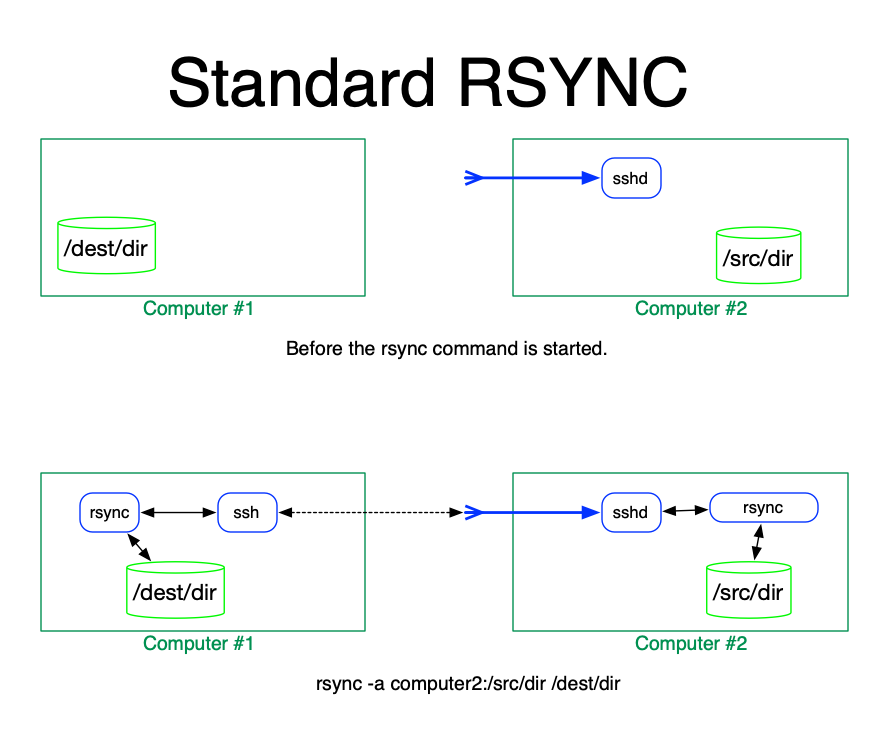 Standard RSYNC
sshd
/dest/dir
/src/dir
Computer #1
Computer #2
Before the rsync command is started.
rsync
ssh
sshd
rsync
/dest/dir
/src/dir
Computer #1
Computer #2
rsync -a computer2:/src/dir /dest/dir